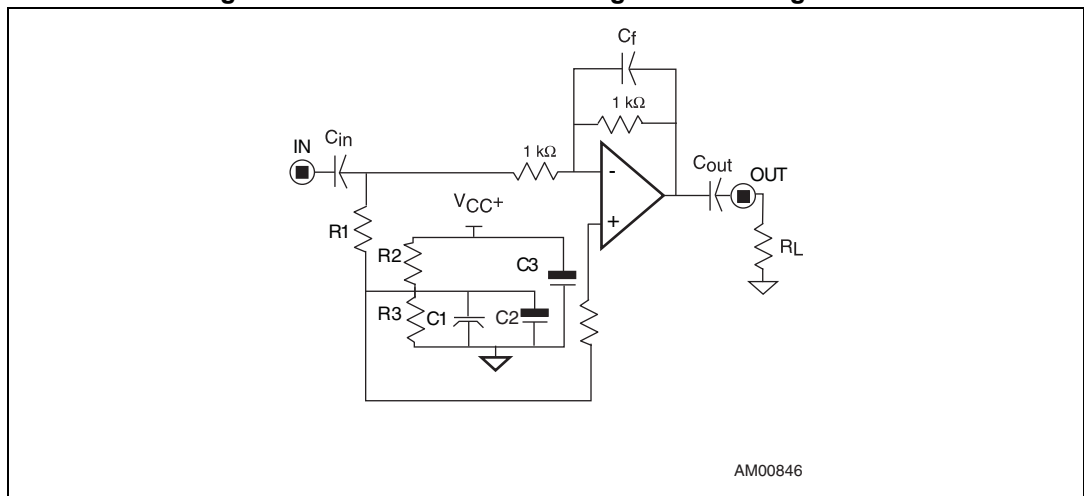 Cf
1 kΩ
IN
Cin
1 kΩ
-
Cout
OUT
VCC+
+
R1
R2
C3
RL
R3
C1
C2
AM00846